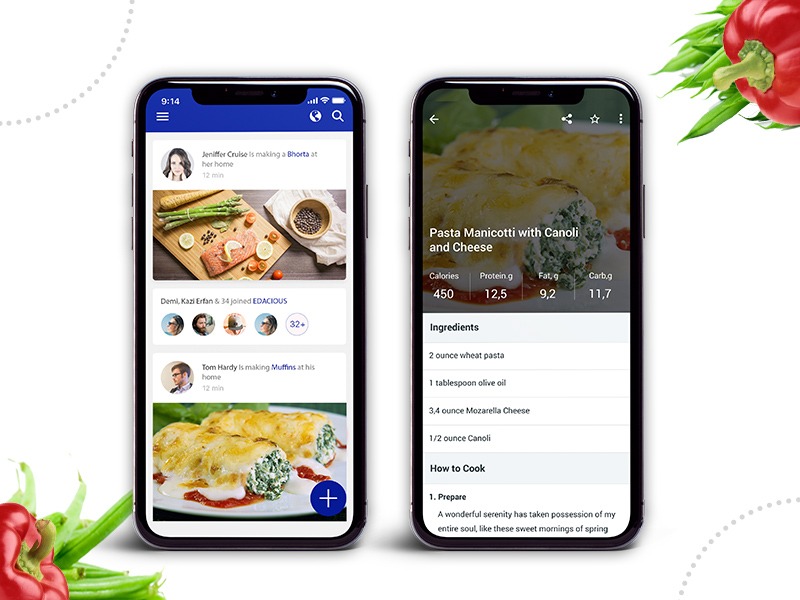 9:14
Jeniffer Cruise Is making a Bhorta at
her home
12 min
Demi, Kazi Erfan & 34 joined EDACIOUS
32+
Tom Hardy Is making Muffins at his
home
12 min
Pasta Manicotti with Canoli
and Cheese
Calories Protein.g Fat, g Carb,g
450 12,5 9,2 11,7
Ingredients
2 ounce wheat pasta
1 tablespoon olive oil
3,4 ounce Mozarella Cheese
1/2 ounce Canoli
How to Cook
1. Prepare
A wonderful serenity has taken possession of my
entire soul, like these sweet mornings of spring